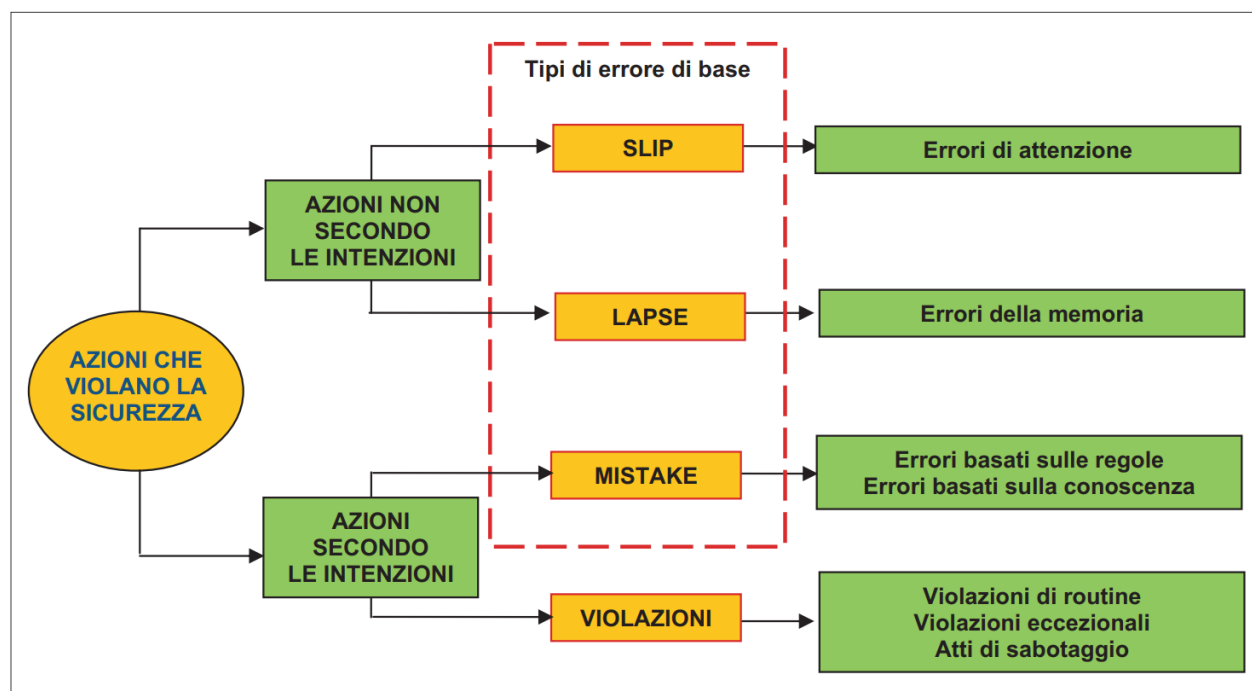 Tipi di errore di base
SLIP
Errori di attenzione
AZIONI NON
SECONDO
LE INTENZIONI
LAPSE
Errori della memoria
AZIONI CHE
VIOLANO LA
SICUREZZA
MISTAKE
Errori basati sulle regole
Errori basati sulla conoscenza
AZIONI
SECONDO
LE INTENZIONI
VIOLAZIONI
Violazioni di routine
Violazioni eccezionali
Atti di sabotaggio